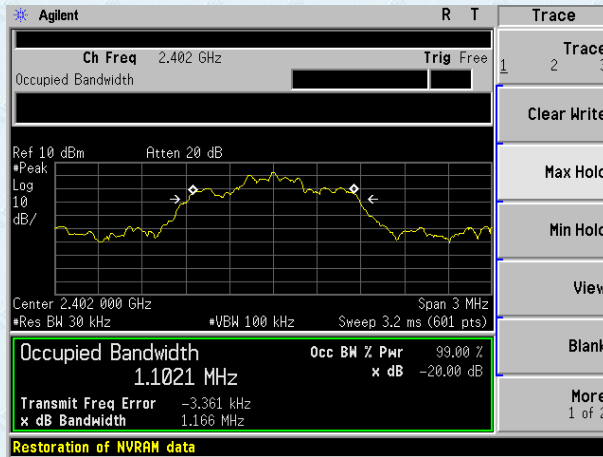 Agilent R T Trace
Ch Freq 2.402 GHz Trig Free
Occupied Bandwidth
Trace
1 2 3
Clear Write
Max Hold
Min Hold
View
Blank
More
1 of 2
Ref 10 dBm Atten 20 dB
#Peak
Log
10
dB/
Center 2.402 000 GHz Span 3 MHz
#Res BW 30 kHz #VBW 100 kHz Sweep 3.2 ms (601 pts)
Occupied Bandwidth Occ BW % Pwr 99.00 %
1.1021 MHz x dB -20.00 dB
Transmit Freq Error -3.361 kHz
x dB Bandwidth 1.166 MHz
Restoration of NVRAM data